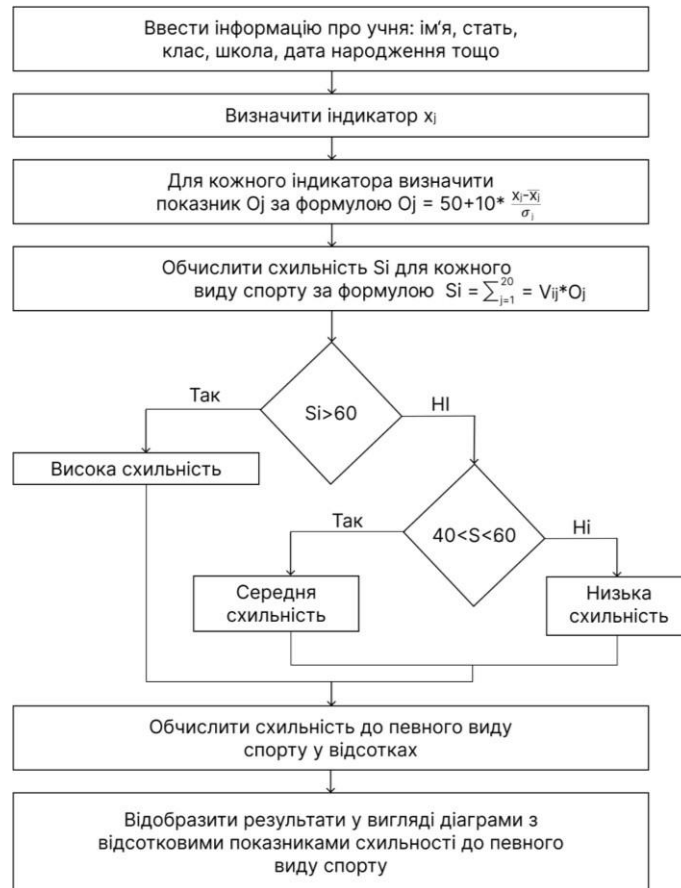 Ввести інформацію про учня: ім‘я, стать,
клас, школа, дата народження тощо
Визначити індикатор xj
Для кожного індикатора визначити
показник Oj за формулою Oj = 50+10* (xj-x̄j)/σj
Обчислити схильність Si для кожного
виду спорту за формулою Si = ∑_{j=1}^{20} = Vij*Oj
Так
Si>60
НІ
Висока схильність
Так
40<S<60
Ні
Середня
схильність
Низька
схильність
Обчислити схильність до певного виду
спорту у відсотках
Відобразити результати у вигляді діаграми з
відсотковими показниками схильності до певного
виду спорту